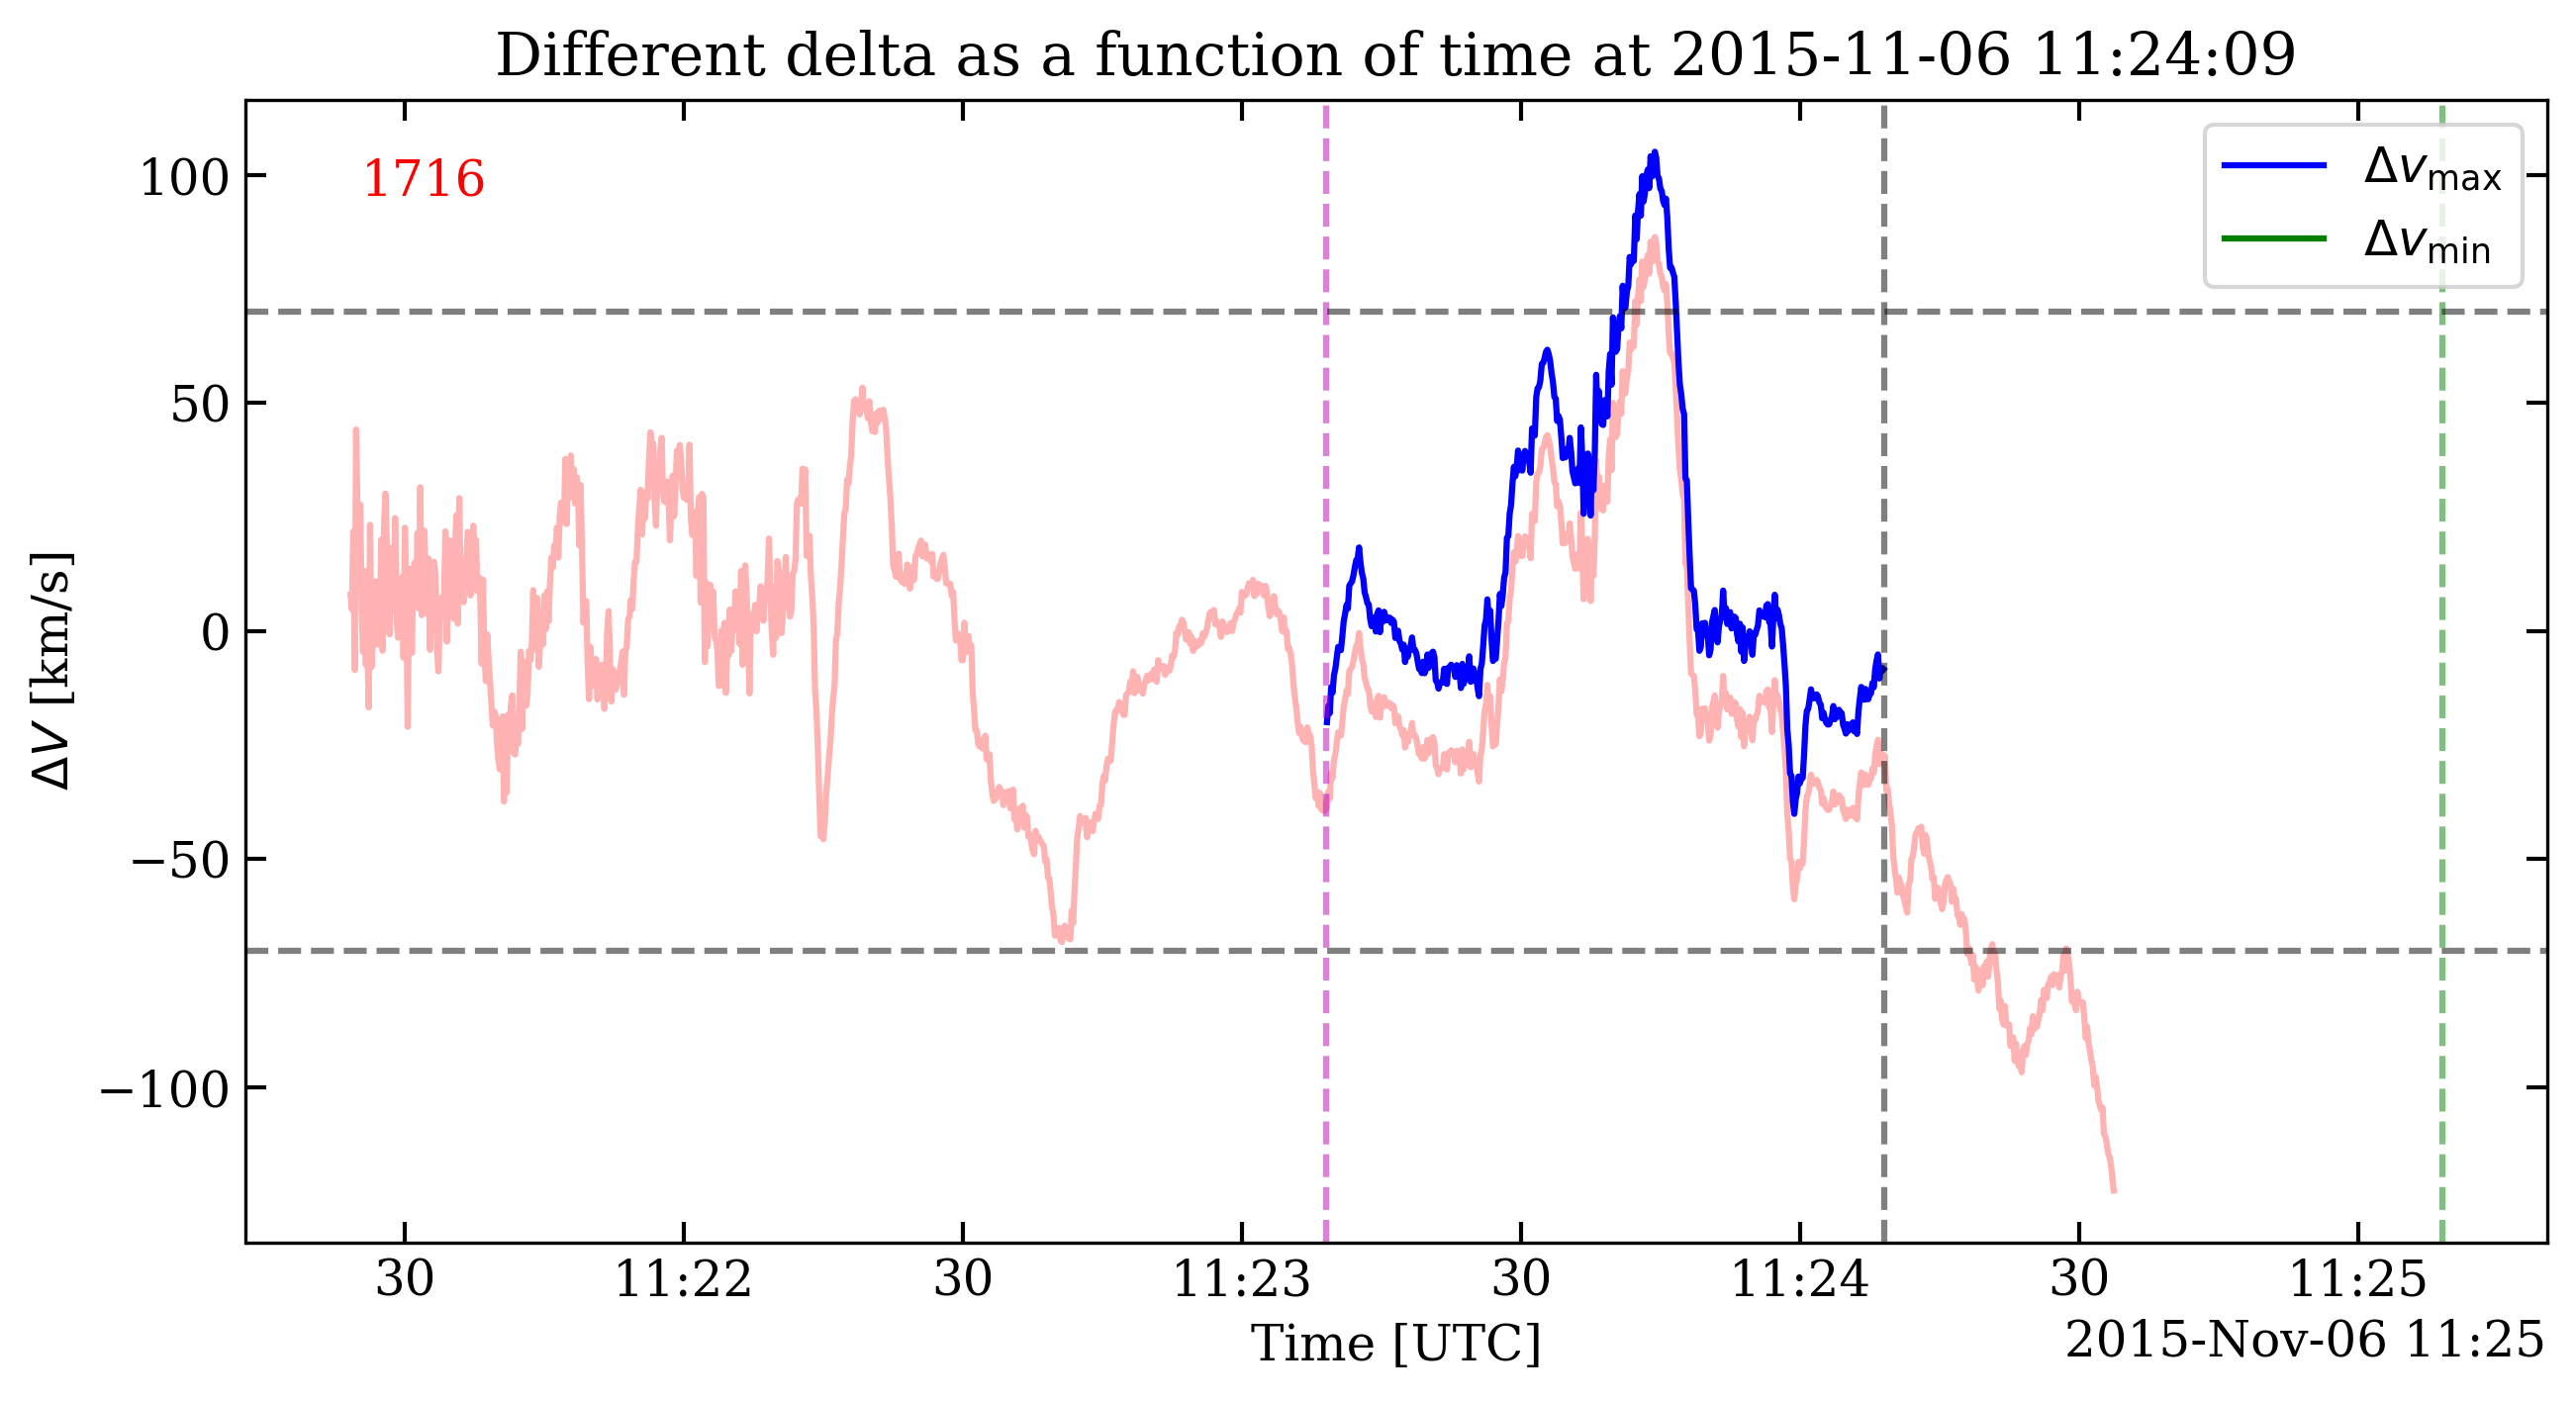 Different delta as a function of time at 2015-11-06 11:24:09
1716
Δv_max
Δv_min
100
50
0
−50
−100
ΔV [km/s]
30 11:22 30 11:23 30 11:24 30 11:25
Time [UTC]
2015-Nov-06 11:25